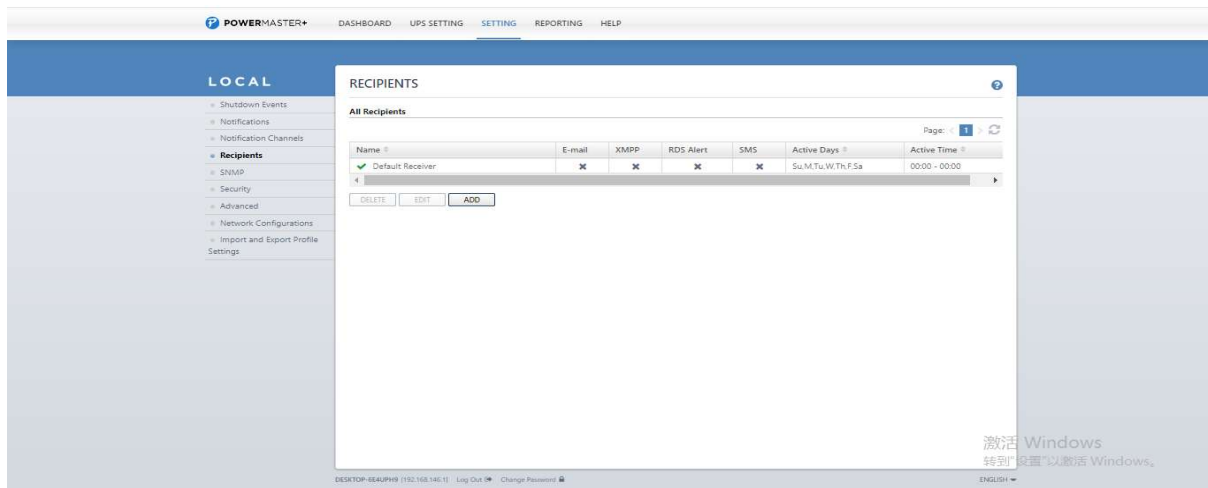 POWERMASTER+ DASHBOARD UPS SETTING SETTING REPORTING HELP
LOCAL
Shutdown Events
Notifications
Notification Channels
Recipients
SNMP
Security
Advanced
Network Configurations
Import and Export Profile
Settings
RECIPIENTS
All Recipients
Page: < 1 >
Name E-mail XMPP RDS Alert SMS Active Days Active Time
Default Receiver Su,M,Tu,W,Th,F,Sa 00:00 - 00:00
DELETE EDIT ADD
激活 Windows
转到"设置"以激活 Windows。
DESKTOP-6E4UPH9 [192.168.146.1] Log Out Change Password ENGLISH